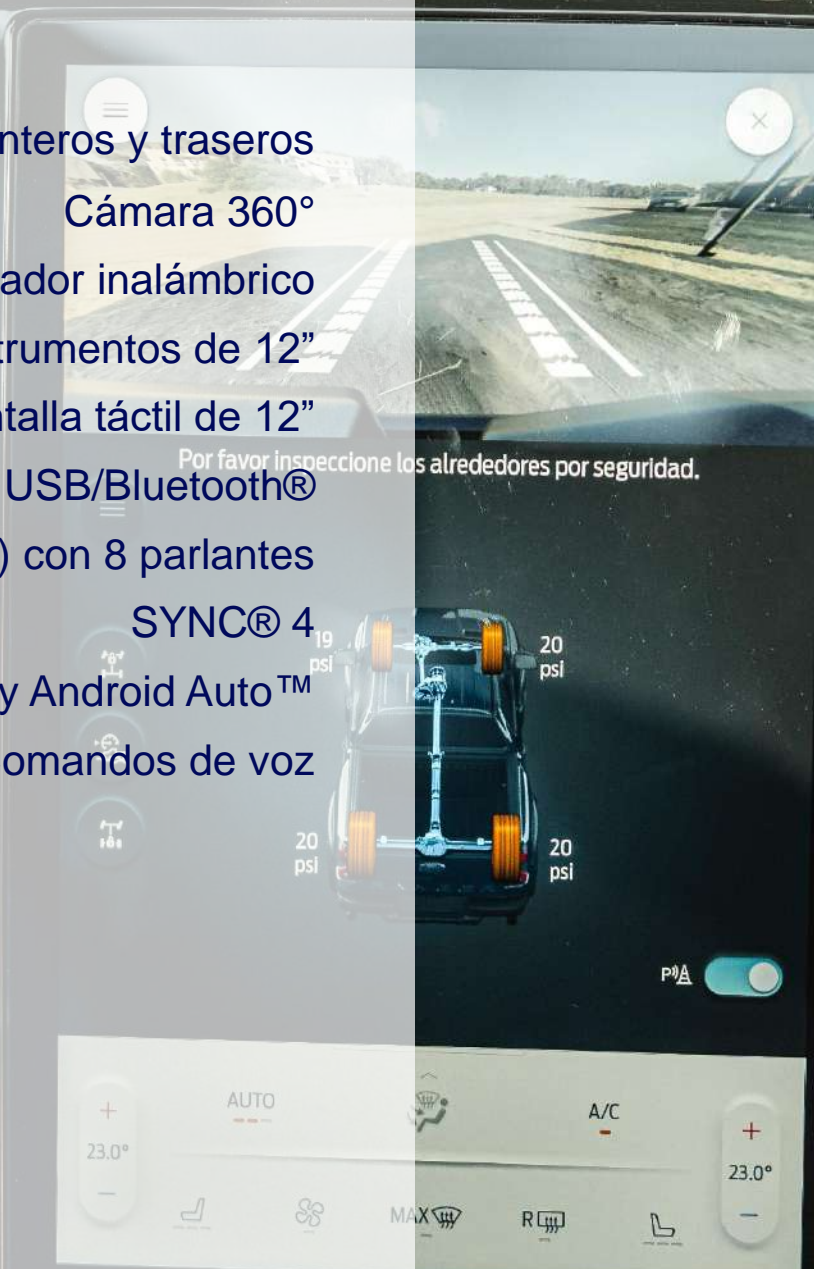 nteros y traseros
Cámara 360°
ador inalámbrico
trumentos de 12”
ntalla táctil de 12”
Por favor inspeccione los alrededores por seguridad.
USB/Bluetooth®
) con 8 parlantes
SYNC® 4
19 psi
20 psi
y Android Auto™
omandos de voz
20 psi
20 psi
P
AUTO
A/C
23.0°
23.0°
MAX
R